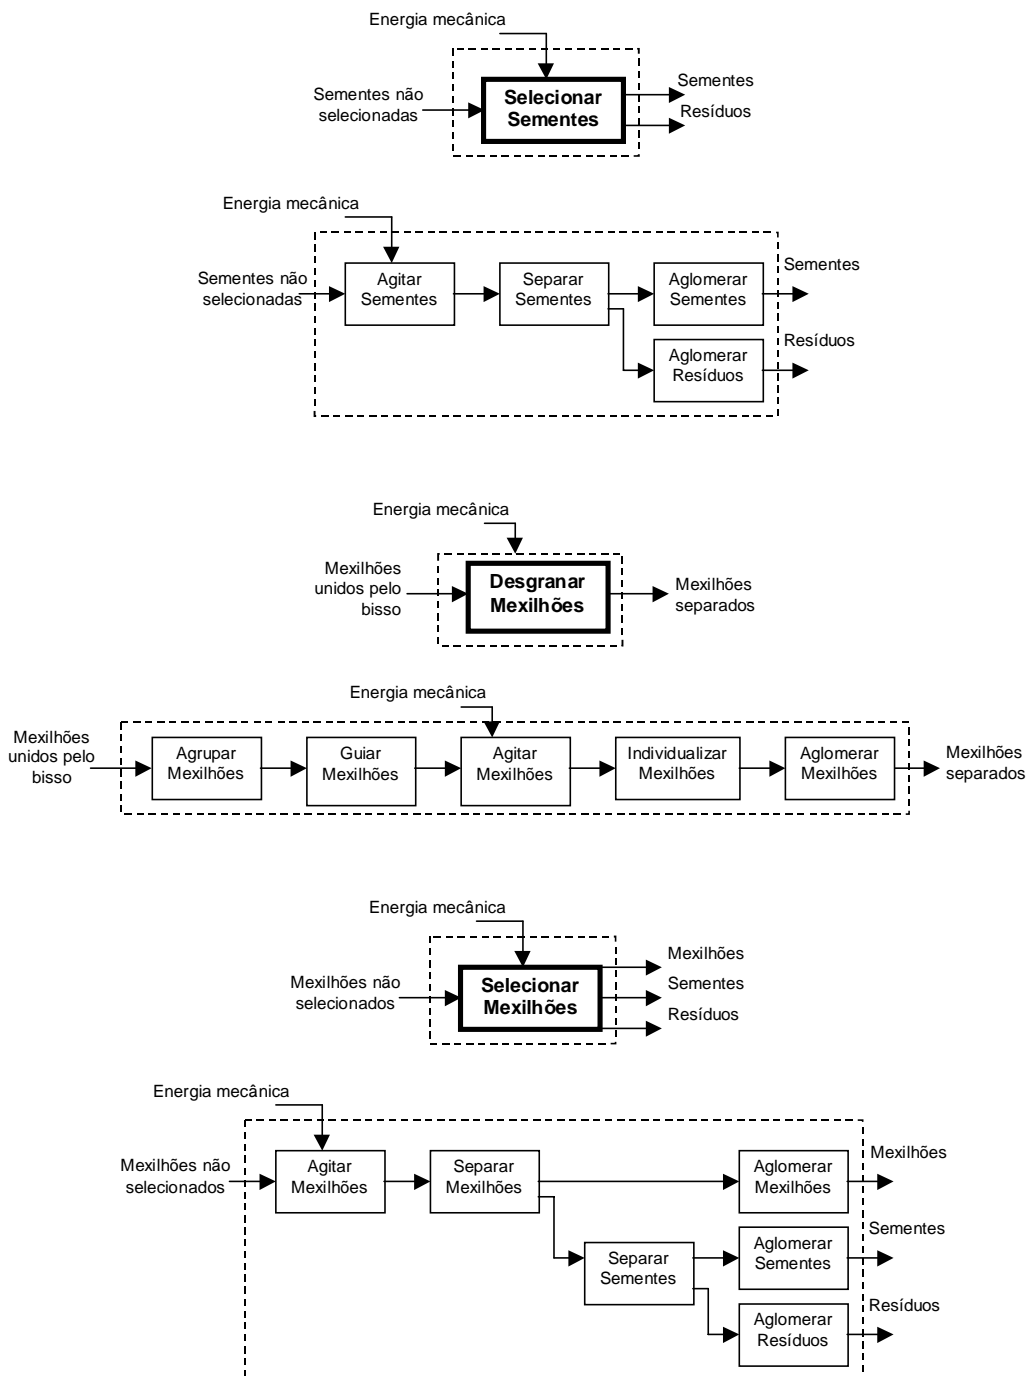 Energia mecânica
Sementes não
selecionadas
Selecionar
Sementes
Sementes
Resíduos
Energia mecânica
Sementes não
selecionadas
Agitar
Sementes
Separar
Sementes
Aglomerar
Sementes
Sementes
Aglomerar
Resíduos
Resíduos
Energia mecânica
Mexilhões
unidos pelo
bisso
Desgranar
Mexilhões
Mexilhões
separados
Energia mecânica
Mexilhões
unidos pelo
bisso
Agrupar
Mexilhões
Guiar
Mexilhões
Agitar
Mexilhões
Individualizar
Mexilhões
Aglomerar
Mexilhões
Mexilhões
separados
Energia mecânica
Mexilhões não
selecionados
Selecionar
Mexilhões
Mexilhões
Sementes
Resíduos
Energia mecânica
Mexilhões não
selecionados
Agitar
Mexilhões
Separar
Mexilhões
Aglomerar
Mexilhões
Mexilhões
Separar
Sementes
Aglomerar
Sementes
Sementes
Aglomerar
Resíduos
Resíduos